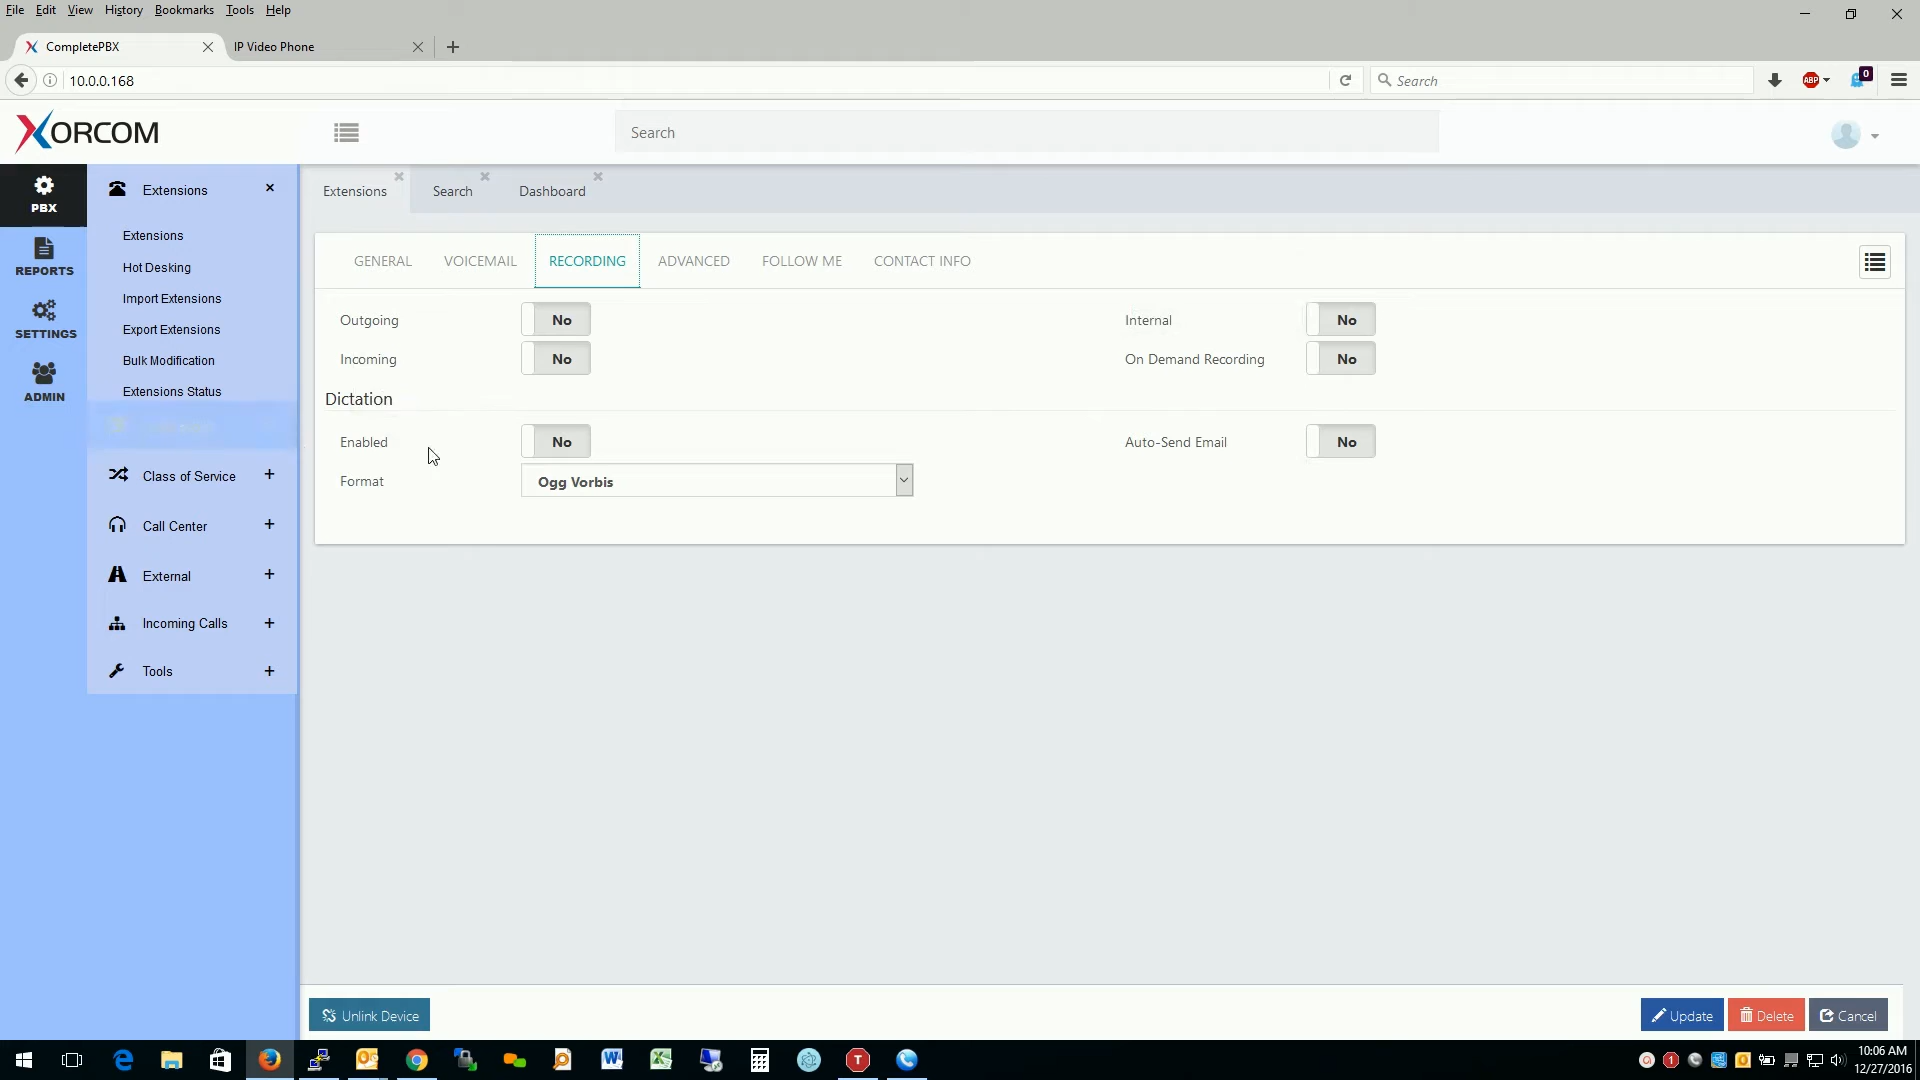 File Edit View History Bookmarks Tools Help
CompletePBX
IP Video Phone
10.0.0.168
Search
ABP
0
XORCOM
Search
PBX
REPORTS
SETTINGS
ADMIN
Extensions
Extensions
Hot Desking
Import Extensions
Export Extensions
Bulk Modification
Extensions Status
Class of Service
Call Center
External
Incoming Calls
Tools
Extensions Search Dashboard
GENERAL VOICEMAIL RECORDING ADVANCED FOLLOW ME CONTACT INFO
Outgoing No Internal No
Incoming No On Demand Recording No
Dictation
Enabled No Auto-Send Email No
Format Ogg Vorbis
Unlink Device
Update Delete Cancel
10:06 AM
12/27/2016